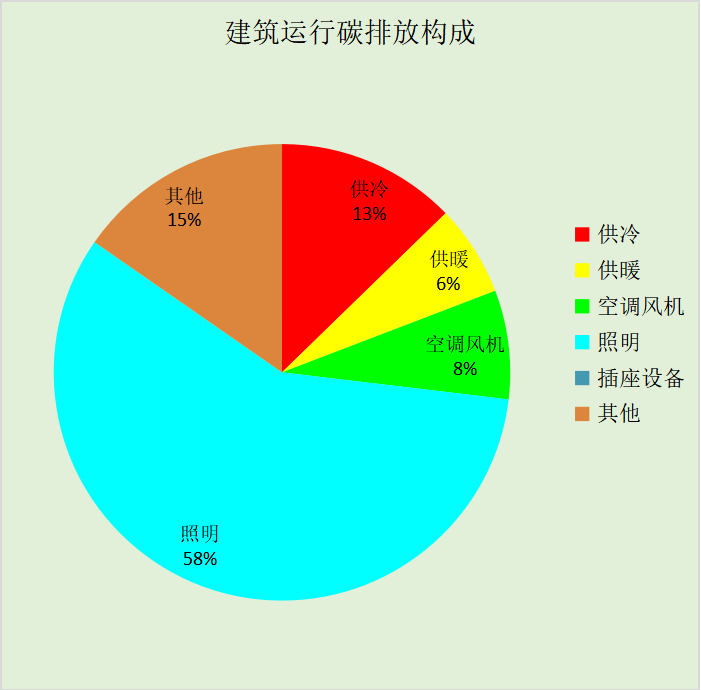 建筑运行碳排放构成
其他
15%
供冷
13%
供暖
6%
空调风机
8%
照明
58%
供冷
供暖
空调风机
照明
插座设备
其他